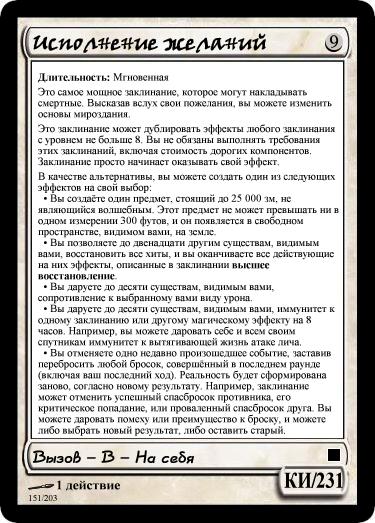 Исполнение желаний 9
Длительность: Мгновенная
Это самое мощное заклинание, которое могут накладывать
смертные. Высказав вслух свои пожелания, вы можете изменить
основы мироздания.
Это заклинание может дублировать эффекты любого заклинания
с уровнем не больше 8. Вы не обязаны выполнять требования
этих заклинаний, включая стоимость дорогих компонентов.
Заклинание просто начинает оказывать свой эффект.
В качестве альтернативы, вы можете создать один из следующих
эффектов на свой выбор:
• Вы создаёте один предмет, стоящий до 25 000 зм, не
являющийся волшебным. Этот предмет не может превышать ни в
одном измерении 300 футов, и он появляется в свободном
пространстве, видимом вами, на земле.
• Вы позволяете до двенадцати другим существам, видимым
вами, восстановить все хиты, и вы оканчиваете все действующие
на них эффекты, описанные в заклинании высшее
восстановление.
• Вы даруете до десяти существам, видимым вами,
сопротивление к выбранному вами виду урона.
• Вы даруете до десяти существам, видимым вами, иммунитет к
одному заклинанию или другому магическому эффекту на 8
часов. Например, вы можете даровать себе и всем своим
спутникам иммунитет к вытягивающей жизнь атаке лича.
• Вы отменяете одно недавно произошедшее событие, заставив
перебросить любой бросок, совершённый в последнем раунде
(включая ваш последний ход). Реальность будет сформирована
заново, согласно новому результату. Например, заклинание
может отменить успешный спасбросок противника, его
критическое попадание, или проваленный спасбросок друга. Вы
можете даровать помеху или преимущество к броску, и можете
либо выбрать новый результат, либо оставить старый.
Вызов – В – На себя
1 действие
КИ/231
151/203